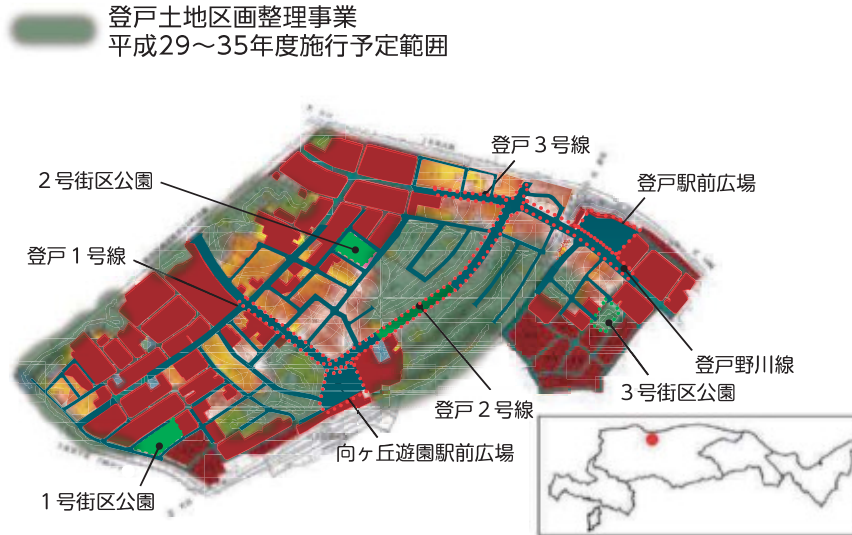 登戸土地区画整理事業
平成29〜35年度施行予定範囲
登戸３号線
２号街区公園
登戸駅前広場
登戸１号線
登戸野川線
３号街区公園
登戸２号線
向ヶ丘遊園駅前広場
１号街区公園